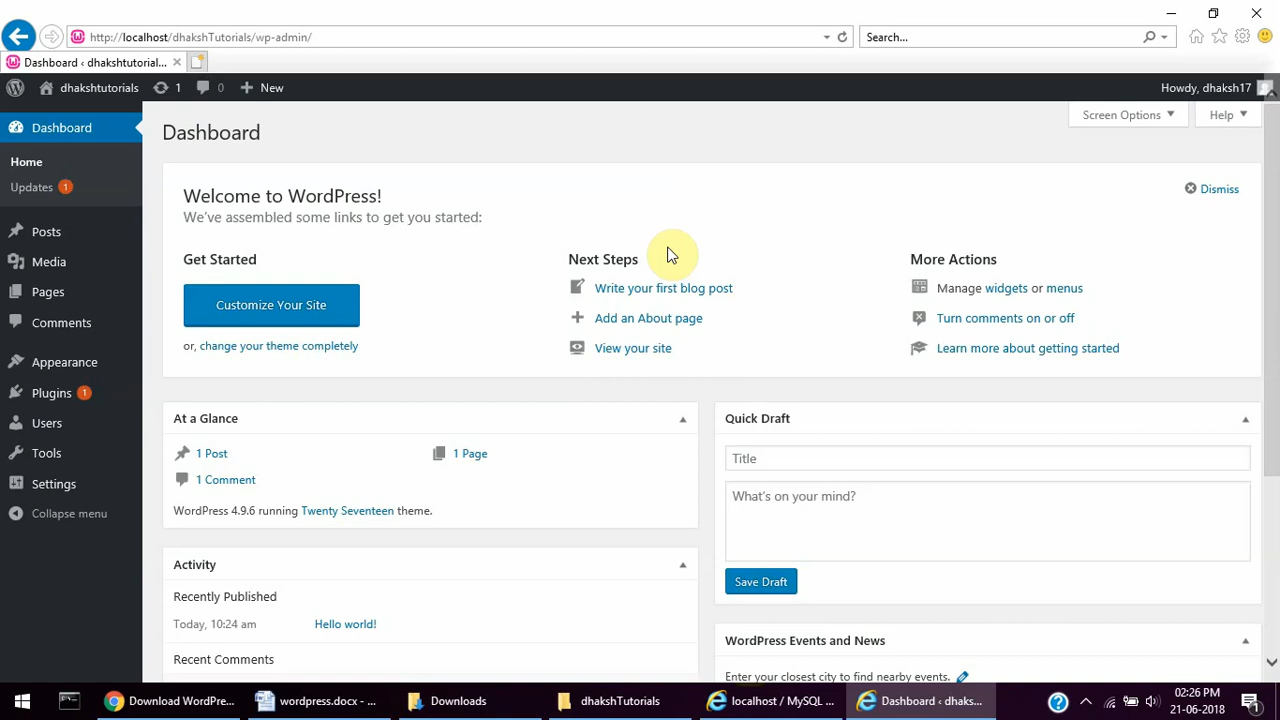 http://localhost/dhakshTutorials/wp-admin/
Search...
Dashboard ‹ dhakshtutorial...
dhakshtutorials
1
0
New
Howdy, dhaksh17
Dashboard
Home
Updates 1
Posts
Media
Pages
Comments
Appearance
Plugins 1
Users
Tools
Settings
Collapse menu
Screen Options
Help
Dashboard
Welcome to WordPress!
Dismiss
We've assembled some links to get you started:
Get Started
Customize Your Site
or, change your theme completely
Next Steps
Write your first blog post
Add an About page
View your site
More Actions
Manage widgets or menus
Turn comments on or off
Learn more about getting started
At a Glance
1 Post
1 Page
1 Comment
WordPress 4.9.6 running Twenty Seventeen theme.
Activity
Recently Published
Today, 10:24 am
Hello world!
Recent Comments
Quick Draft
Title
What's on your mind?
Save Draft
WordPress Events and News
Enter your closest city to find nearby events.
Download WordPre...
wordpress.docx - ...
Downloads
dhakshTutorials
localhost / MySQL ...
Dashboard ‹ dhaks...
02:26 PM
21-06-2018
1